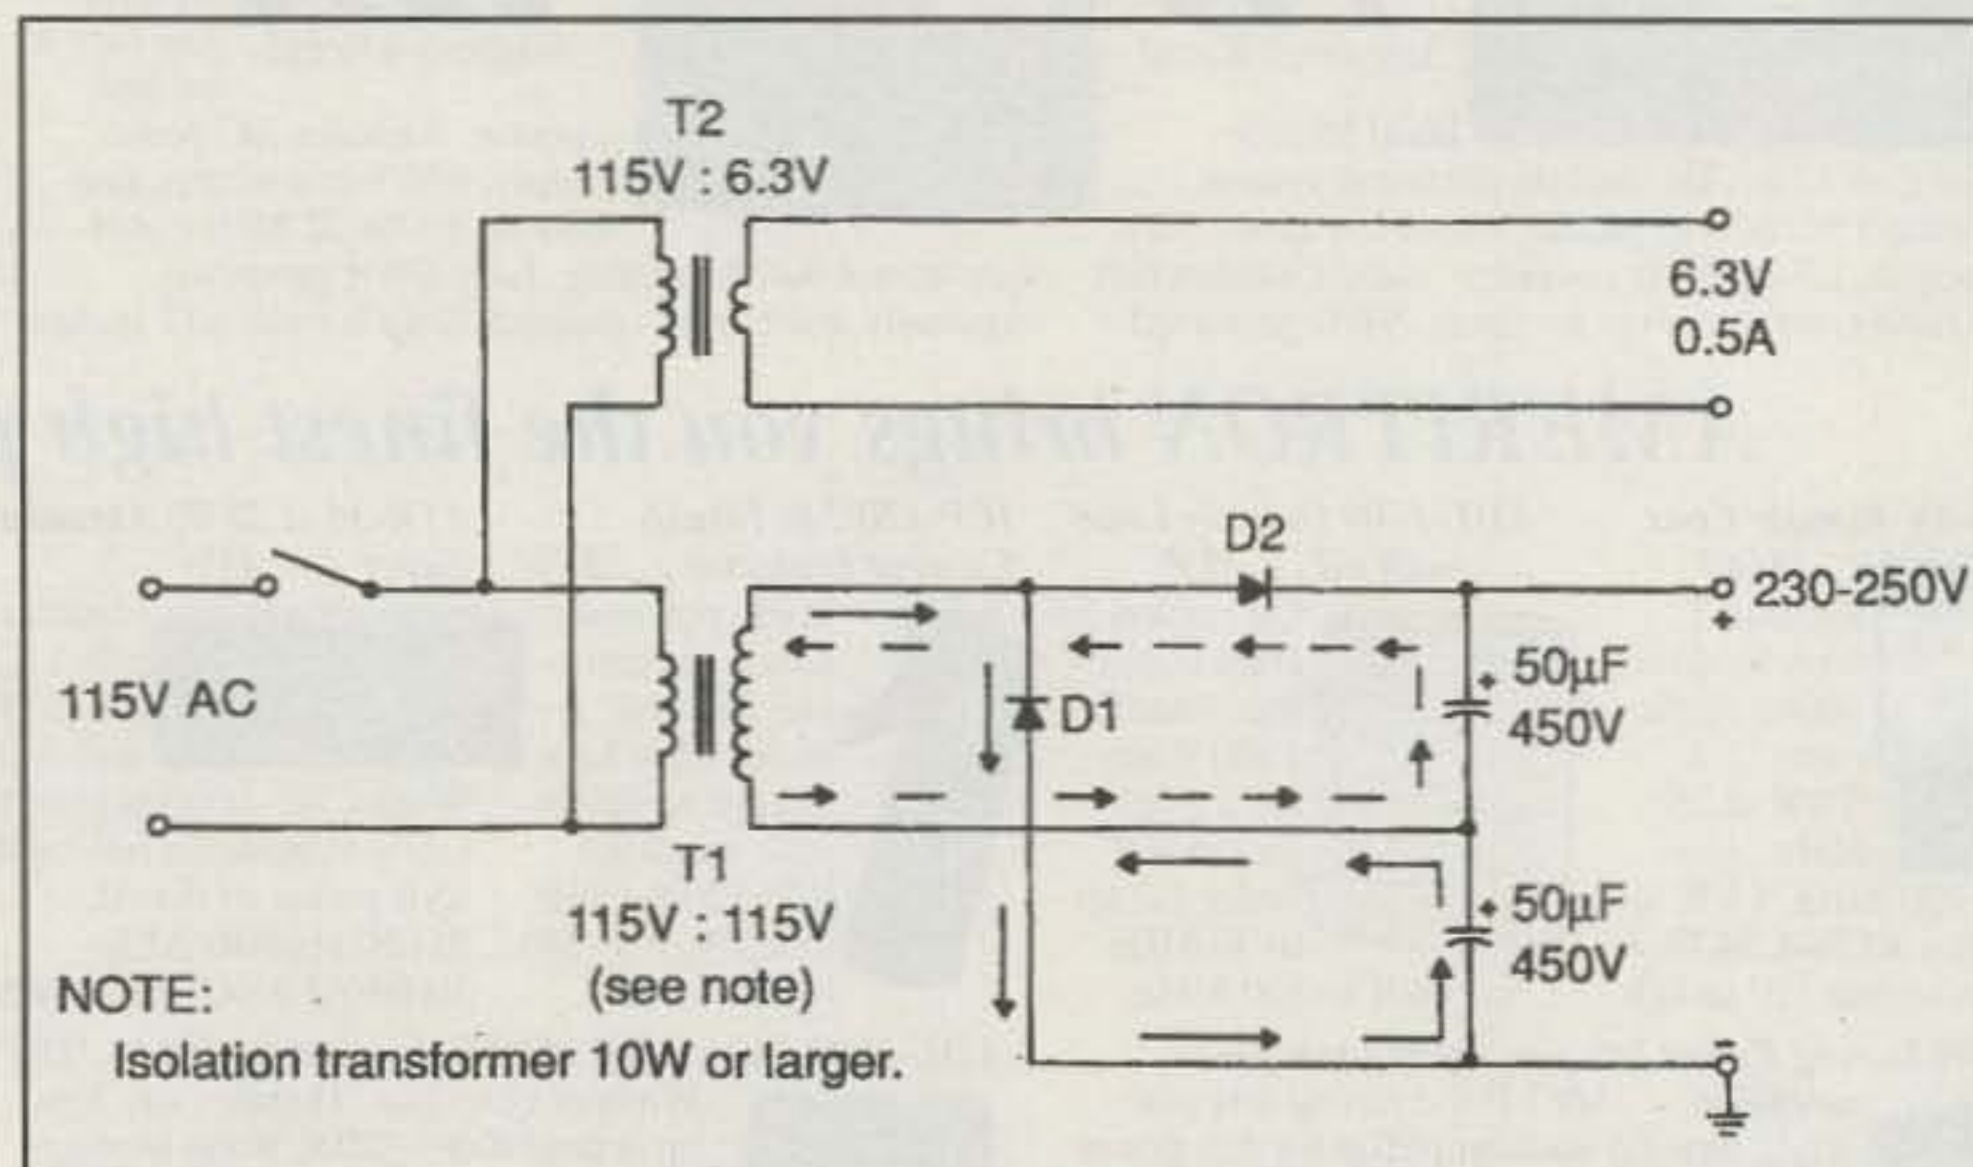 T2
115V : 6.3V
6.3V
0.5A
D2
230-250V
+
115V AC
D1
+ 50µF
450V
T1
115V : 115V
(see note)
+ 50µF
450V
NOTE:
Isolation transformer 10W or larger.
-